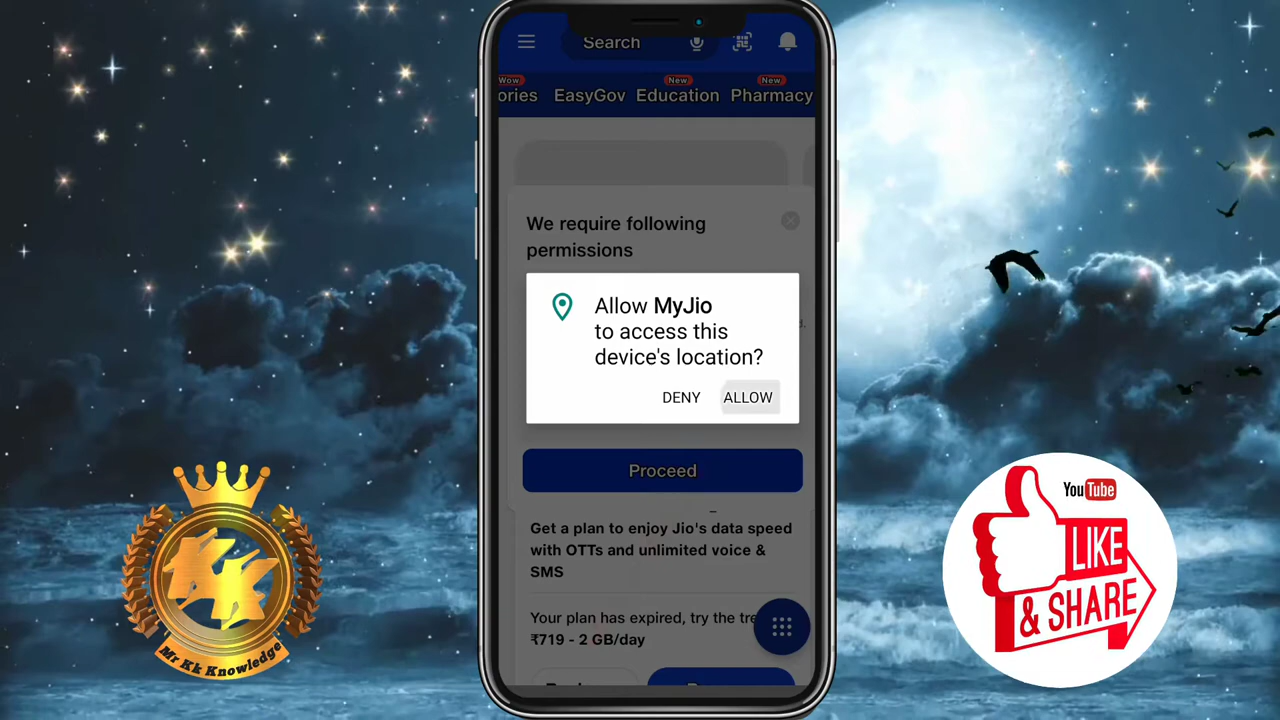 Search
Wow
ories EasyGov
New
Education
New
Pharmacy
We require following
permissions
Allow MyJio
to access this
device's location?
DENY ALLOW
Proceed
Get a plan to enjoy Jio's data speed
with OTTs and unlimited voice &
SMS
Your plan has expired, try the tre
₹719 - 2 GB/day
KK
Mr Kk Knowledge
YouTube
LIKE
& SHARE